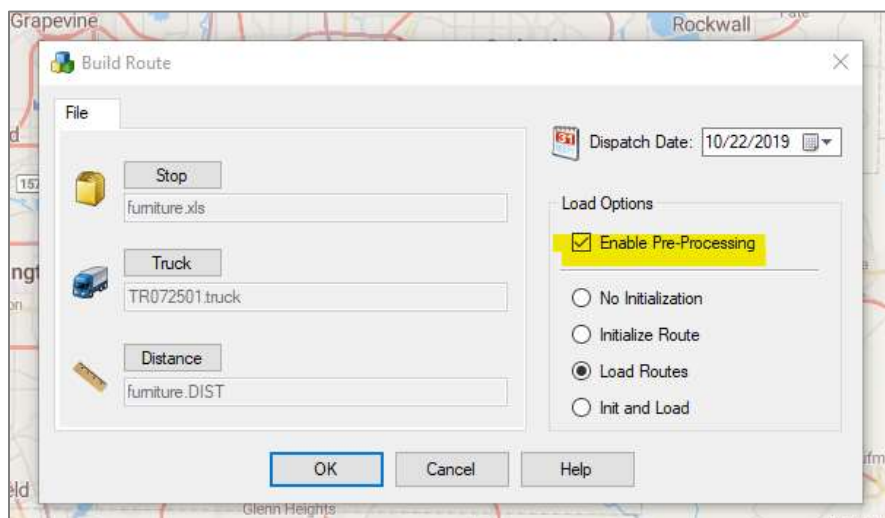 Grapevine
Rockwall
Build Route
File
31
Dispatch Date: 10/22/2019
157
Stop
furniture.xls
Load Options
Enable Pre-Processing
Truck
TR072501.truck
No Initialization
Initialize Route
Distance
furniture.DIST
Load Routes
Init and Load
OK
Cancel
Help
Glenn Heights